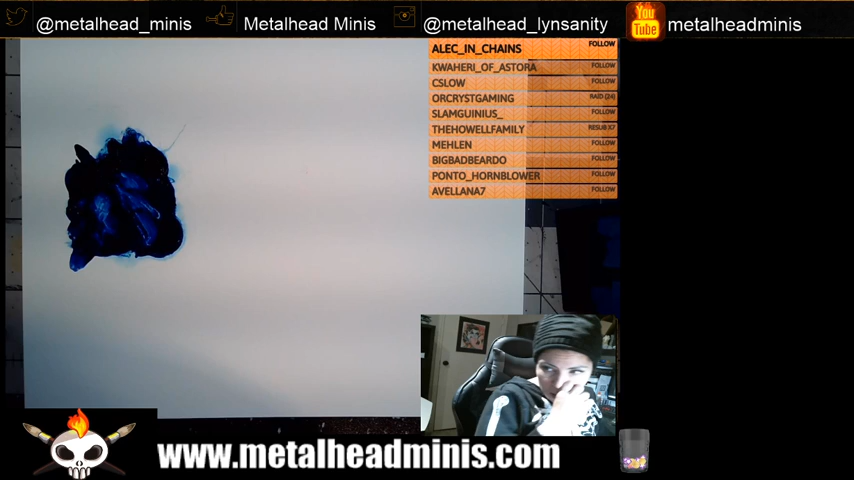 @metalhead_minis
Metalhead Minis
@metalhead_lynsanity
You
Tube
metalheadminis
ALEC_IN_CHAINS FOLLOW
KWAHERI_OF_ASTORA FOLLOW
CSLOW FOLLOW
ORCRYSTGAMING RAID (24)
SLAMGUINIUS_ FOLLOW
THEHOWELLFAMILY RESUB X7
MEHLEN FOLLOW
BIGBADBEARDO FOLLOW
PONTO_HORNBLOWER FOLLOW
AVELLANA7 FOLLOW
www.metalheadminis.com